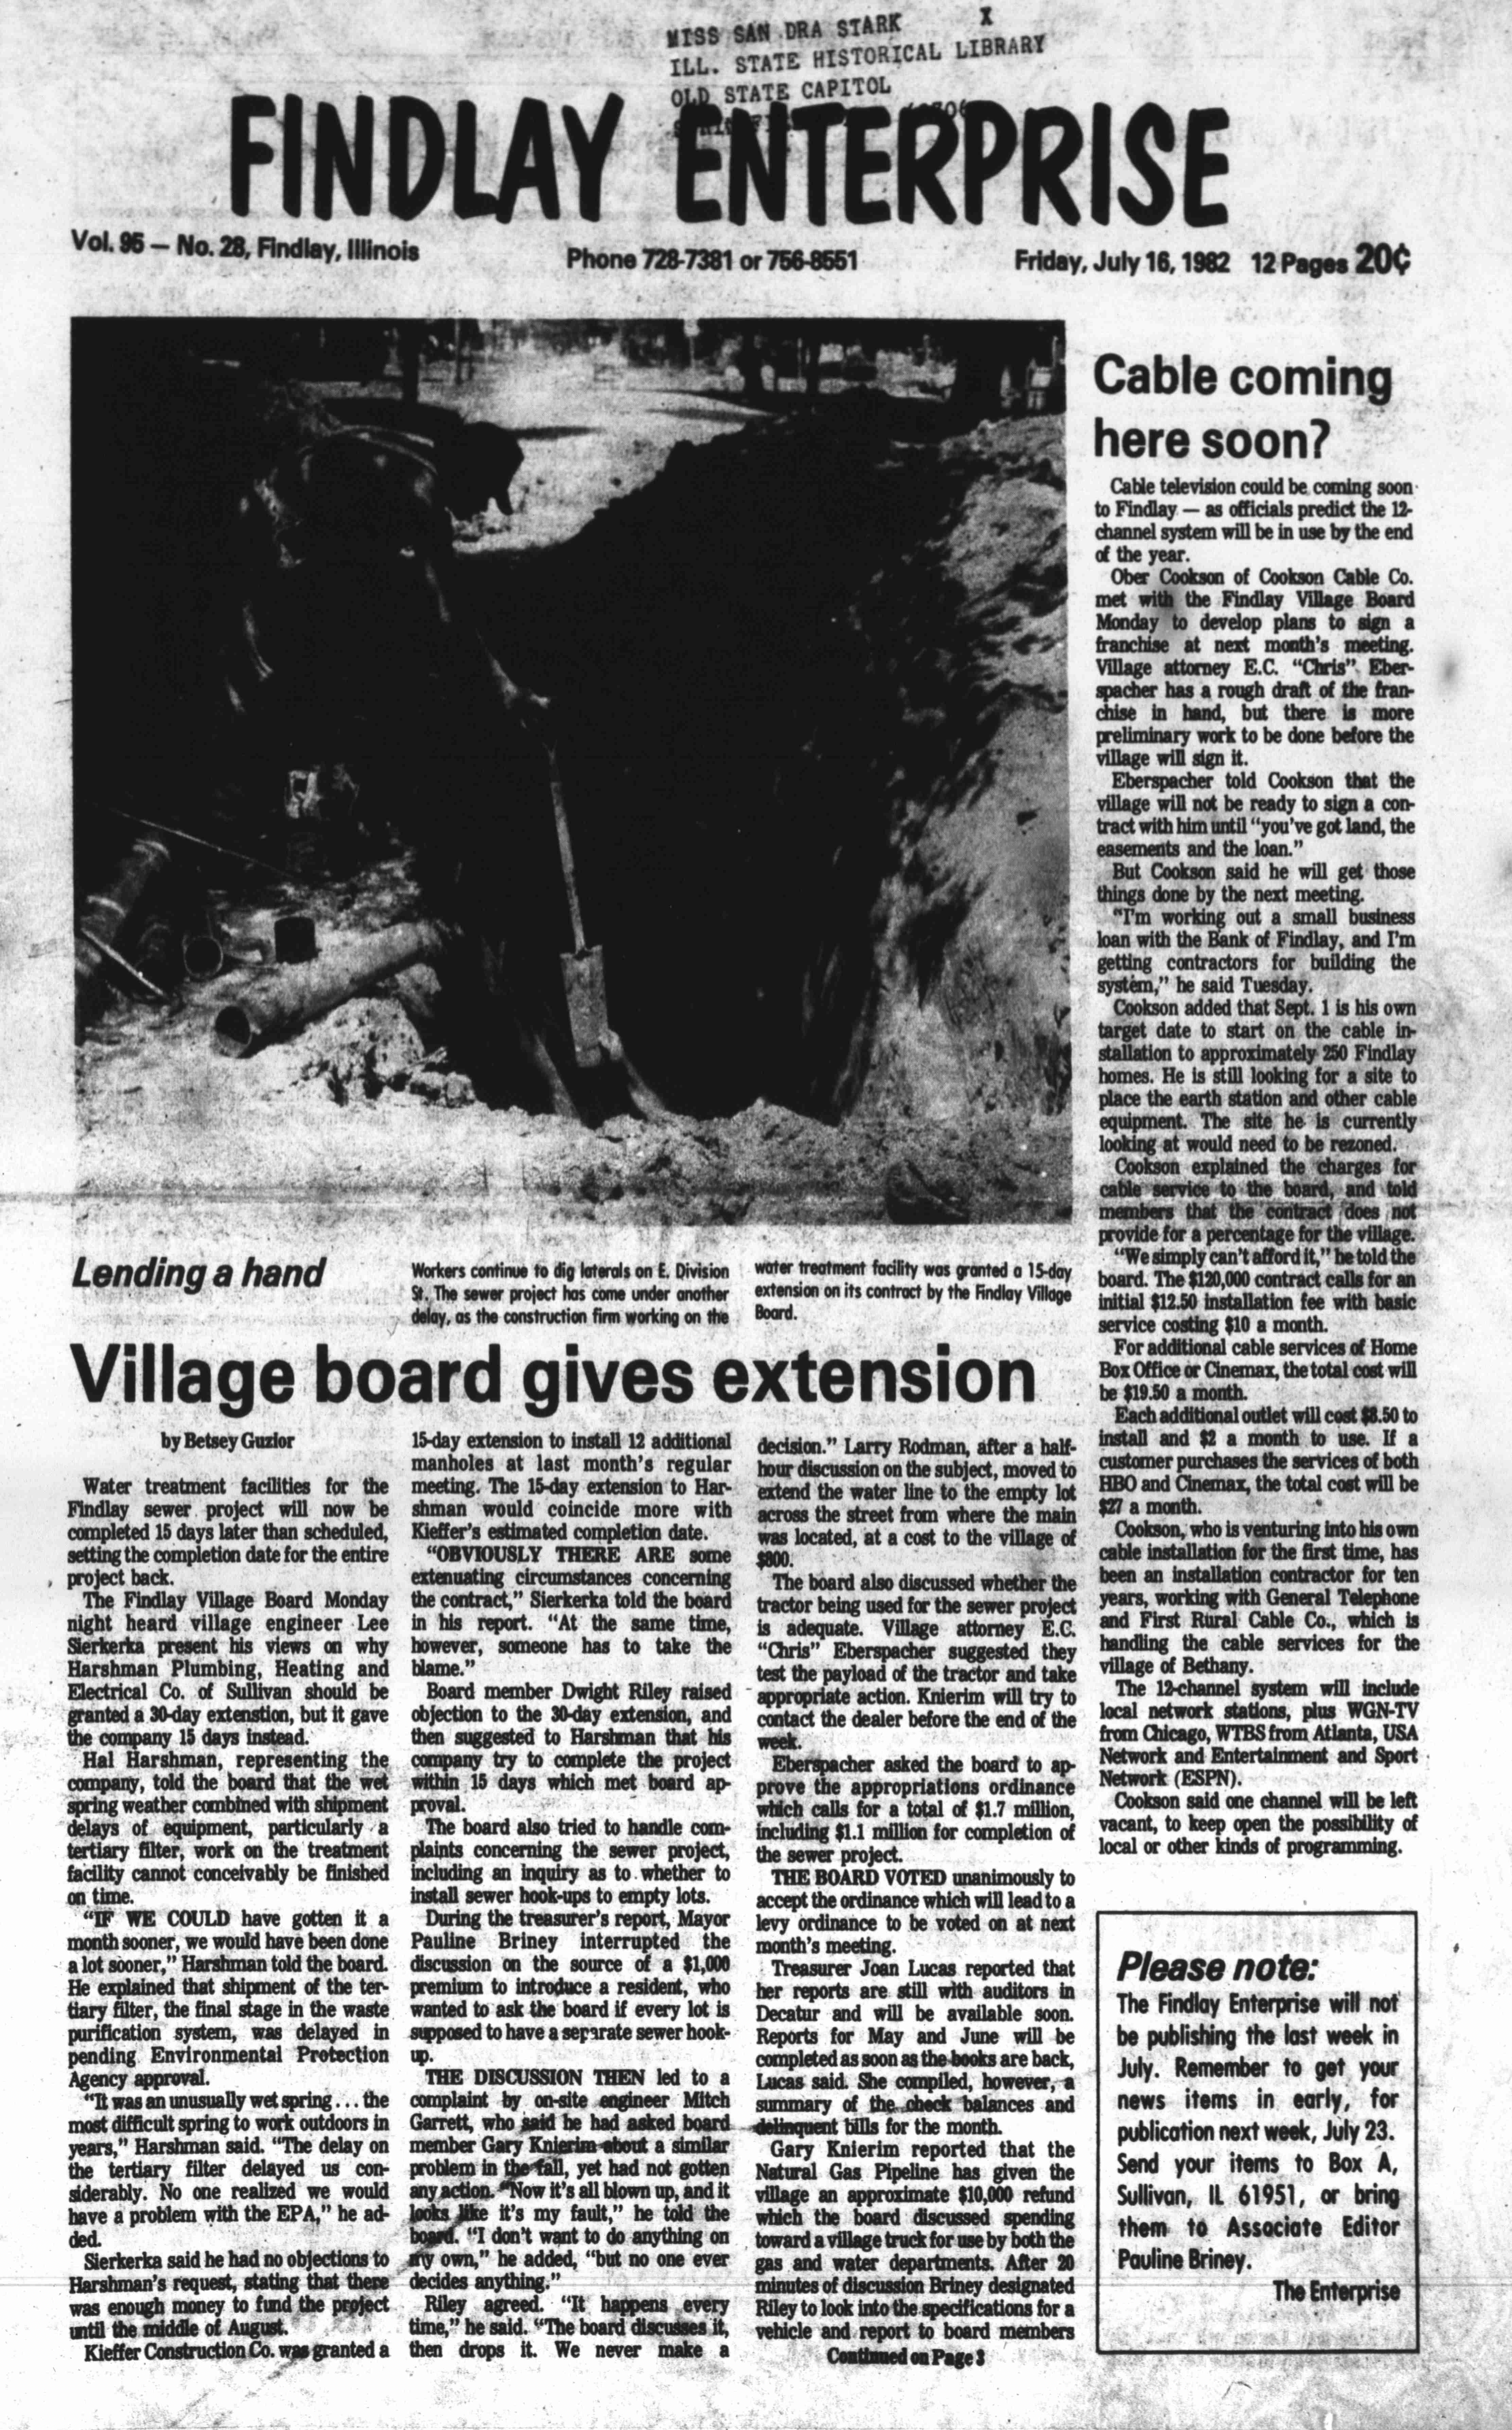 MISS SAN DRA STARK X
ILL. STATE HISTORICAL LIBRARY
OLD STATE CAPITOL
FINDLAY ENTERPRISE
Vol. 95 — No. 28, Findlay, Illinois
Phone 728-7381 or 756-8551
Friday, July 16, 1982 12 Pages 20¢
Lending a hand
Workers continue to dig laterals on E. Division
St. The sewer project has come under another
delay, as the construction firm working on the
water treatment facility was granted a 15-day
extension on its contract by the Findlay Village
Board.
Village board gives extension
by Betsey Guzior
Water treatment facilities for the
Findlay sewer project will now be
completed 15 days later than scheduled,
setting the completion date for the entire
project back.
The Findlay Village Board Monday
night heard village engineer Lee
Sierkerka present his views on why
Harshman Plumbing, Heating and
Electrical Co. of Sullivan should be
granted a 30-day extenstion, but it gave
the company 15 days instead.
Hal Harshman, representing the
company, told the board that the wet
spring weather combined with shipment
delays of equipment, particularly a
tertiary filter, work on the treatment
facility cannot conceivably be finished
on time.
“IF WE COULD have gotten it a
month sooner, we would have been done
a lot sooner,” Harshman told the board.
He explained that shipment of the ter-
tiary filter, the final stage in the waste
purification system, was delayed in
pending Environmental Protection
Agency approval.
“It was an unusually wet spring . . . the
most difficult spring to work outdoors in
years,” Harshman said. “The delay on
the tertiary filter delayed us con-
siderably. No one realized we would
have a problem with the EPA,” he ad-
ded.
Sierkerka said he had no objections to
Harshman's request, stating that there
was enough money to fund the project
until the middle of August.
Kieffer Construction Co. was granted a
15-day extension to install 12 additional
manholes at last month's regular
meeting. The 15-day extension to Har-
shman would coincide more with
Kieffer's estimated completion date.
“OBVIOUSLY THERE ARE some
extenuating circumstances concerning
the contract,” Sierkerka told the board
in his report. “At the same time,
however, someone has to take the
blame.”
Board member Dwight Riley raised
objection to the 30-day extension, and
then suggested to Harshman that his
company try to complete the project
within 15 days which met board ap-
proval.
The board also tried to handle com-
plaints concerning the sewer project,
including an inquiry as to whether to
install sewer hook-ups to empty lots.
During the treasurer's report, Mayor
Pauline Briney interrupted the
discussion on the source of a $1,000
premium to introduce a resident, who
wanted to ask the board if every lot is
supposed to have a separate sewer hook-
up.
THE DISCUSSION THEN led to a
complaint by on-site engineer Mitch
Garrett, who said he had asked board
member Gary Knierim about a similar
problem in the fall, yet had not gotten
any action. “Now it's all blown up, and it
looks like it's my fault,” he told the
board. “I don't want to do anything on
my own,” he added, “but no one ever
decides anything.”
Riley agreed. “It happens every
time,” he said. “The board discusses it,
then drops it. We never make a
decision.” Larry Rodman, after a half-
hour discussion on the subject, moved to
extend the water line to the empty lot
across the street from where the main
was located, at a cost to the village of
$800.
The board also discussed whether the
tractor being used for the sewer project
is adequate. Village attorney E.C.
“Chris” Eberspacher suggested they
test the payload of the tractor and take
appropriate action. Knierim will try to
contact the dealer before the end of the
week.
Eberspacher asked the board to ap-
prove the appropriations ordinance
which calls for a total of $1.7 million,
including $1.1 million for completion of
the sewer project.
THE BOARD VOTED unanimously to
accept the ordinance which will lead to a
levy ordinance to be voted on at next
month's meeting.
Treasurer Joan Lucas reported that
her reports are still with auditors in
Decatur and will be available soon.
Reports for May and June will be
completed as soon as the books are back,
Lucas said. She compiled, however, a
summary of the check balances and
delinquent bills for the month.
Gary Knierim reported that the
Natural Gas Pipeline has given the
village an approximate $10,000 refund
which the board discussed spending
toward a village truck for use by both the
gas and water departments. After 20
minutes of discussion Briney designated
Riley to look into the specifications for a
vehicle and report to board members
Continued on Page 3
Cable coming
here soon?
Cable television could be coming soon
to Findlay — as officials predict the 12-
channel system will be in use by the end
of the year.
Ober Cookson of Cookson Cable Co.
met with the Findlay Village Board
Monday to develop plans to sign a
franchise at next month's meeting.
Village attorney E.C. “Chris” Eber-
spacher has a rough draft of the fran-
chise in hand, but there is more
preliminary work to be done before the
village will sign it.
Eberspacher told Cookson that the
village will not be ready to sign a con-
tract with him until “you've got land, the
easements and the loan.”
But Cookson said he will get those
things done by the next meeting.
“I'm working out a small business
loan with the Bank of Findlay, and I'm
getting contractors for building the
system,” he said Tuesday.
Cookson added that Sept. 1 is his own
target date to start on the cable in-
stallation to approximately 250 Findlay
homes. He is still looking for a site to
place the earth station and other cable
equipment. The site he is currently
looking at would need to be rezoned.
Cookson explained the charges for
cable service to the board, and told
members that the contract does not
provide for a percentage for the village.
“We simply can't afford it,” he told the
board. The $120,000 contract calls for an
initial $12.50 installation fee with basic
service costing $10 a month.
For additional cable services of Home
Box Office or Cinemax, the total cost will
be $19.50 a month.
Each additional outlet will cost $8.50 to
install and $2 a month to use. If a
customer purchases the services of both
HBO and Cinemax, the total cost will be
$27 a month.
Cookson, who is venturing into his own
cable installation for the first time, has
been an installation contractor for ten
years, working with General Telephone
and First Rural Cable Co., which is
handling the cable services for the
village of Bethany.
The 12-channel system will include
local network stations, plus WGN-TV
from Chicago, WTBS from Atlanta, USA
Network and Entertainment and Sport
Network (ESPN).
Cookson said one channel will be left
vacant, to keep open the possibility of
local or other kinds of programming.
Please note:
The Findlay Enterprise will not
be publishing the last week in
July. Remember to get your
news items in early, for
publication next week, July 23.
Send your items to Box A,
Sullivan, IL 61951, or bring
them to Associate Editor
Pauline Briney.
The Enterprise